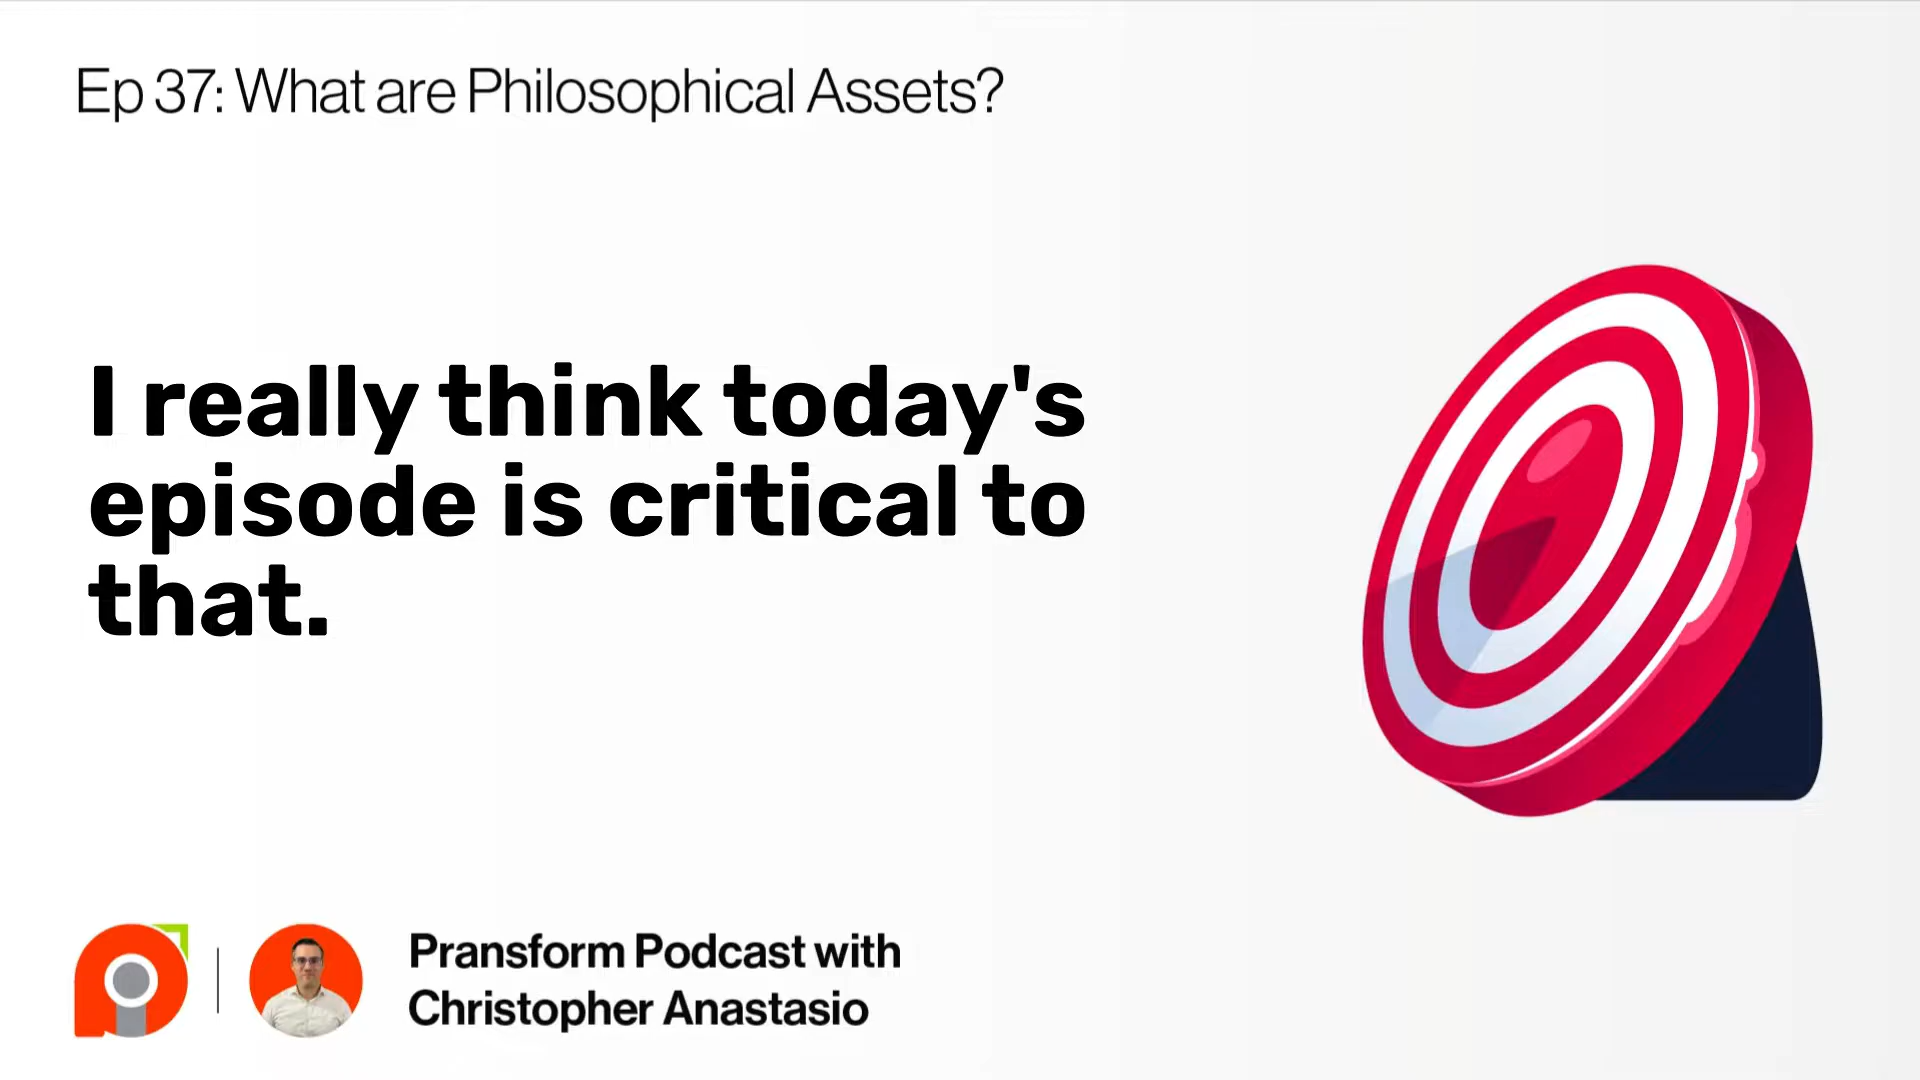 Ep 37: What are Philosophical Assets?
I really think today's
episode is critical to
that.
Pransform Podcast with
Christopher Anastasio